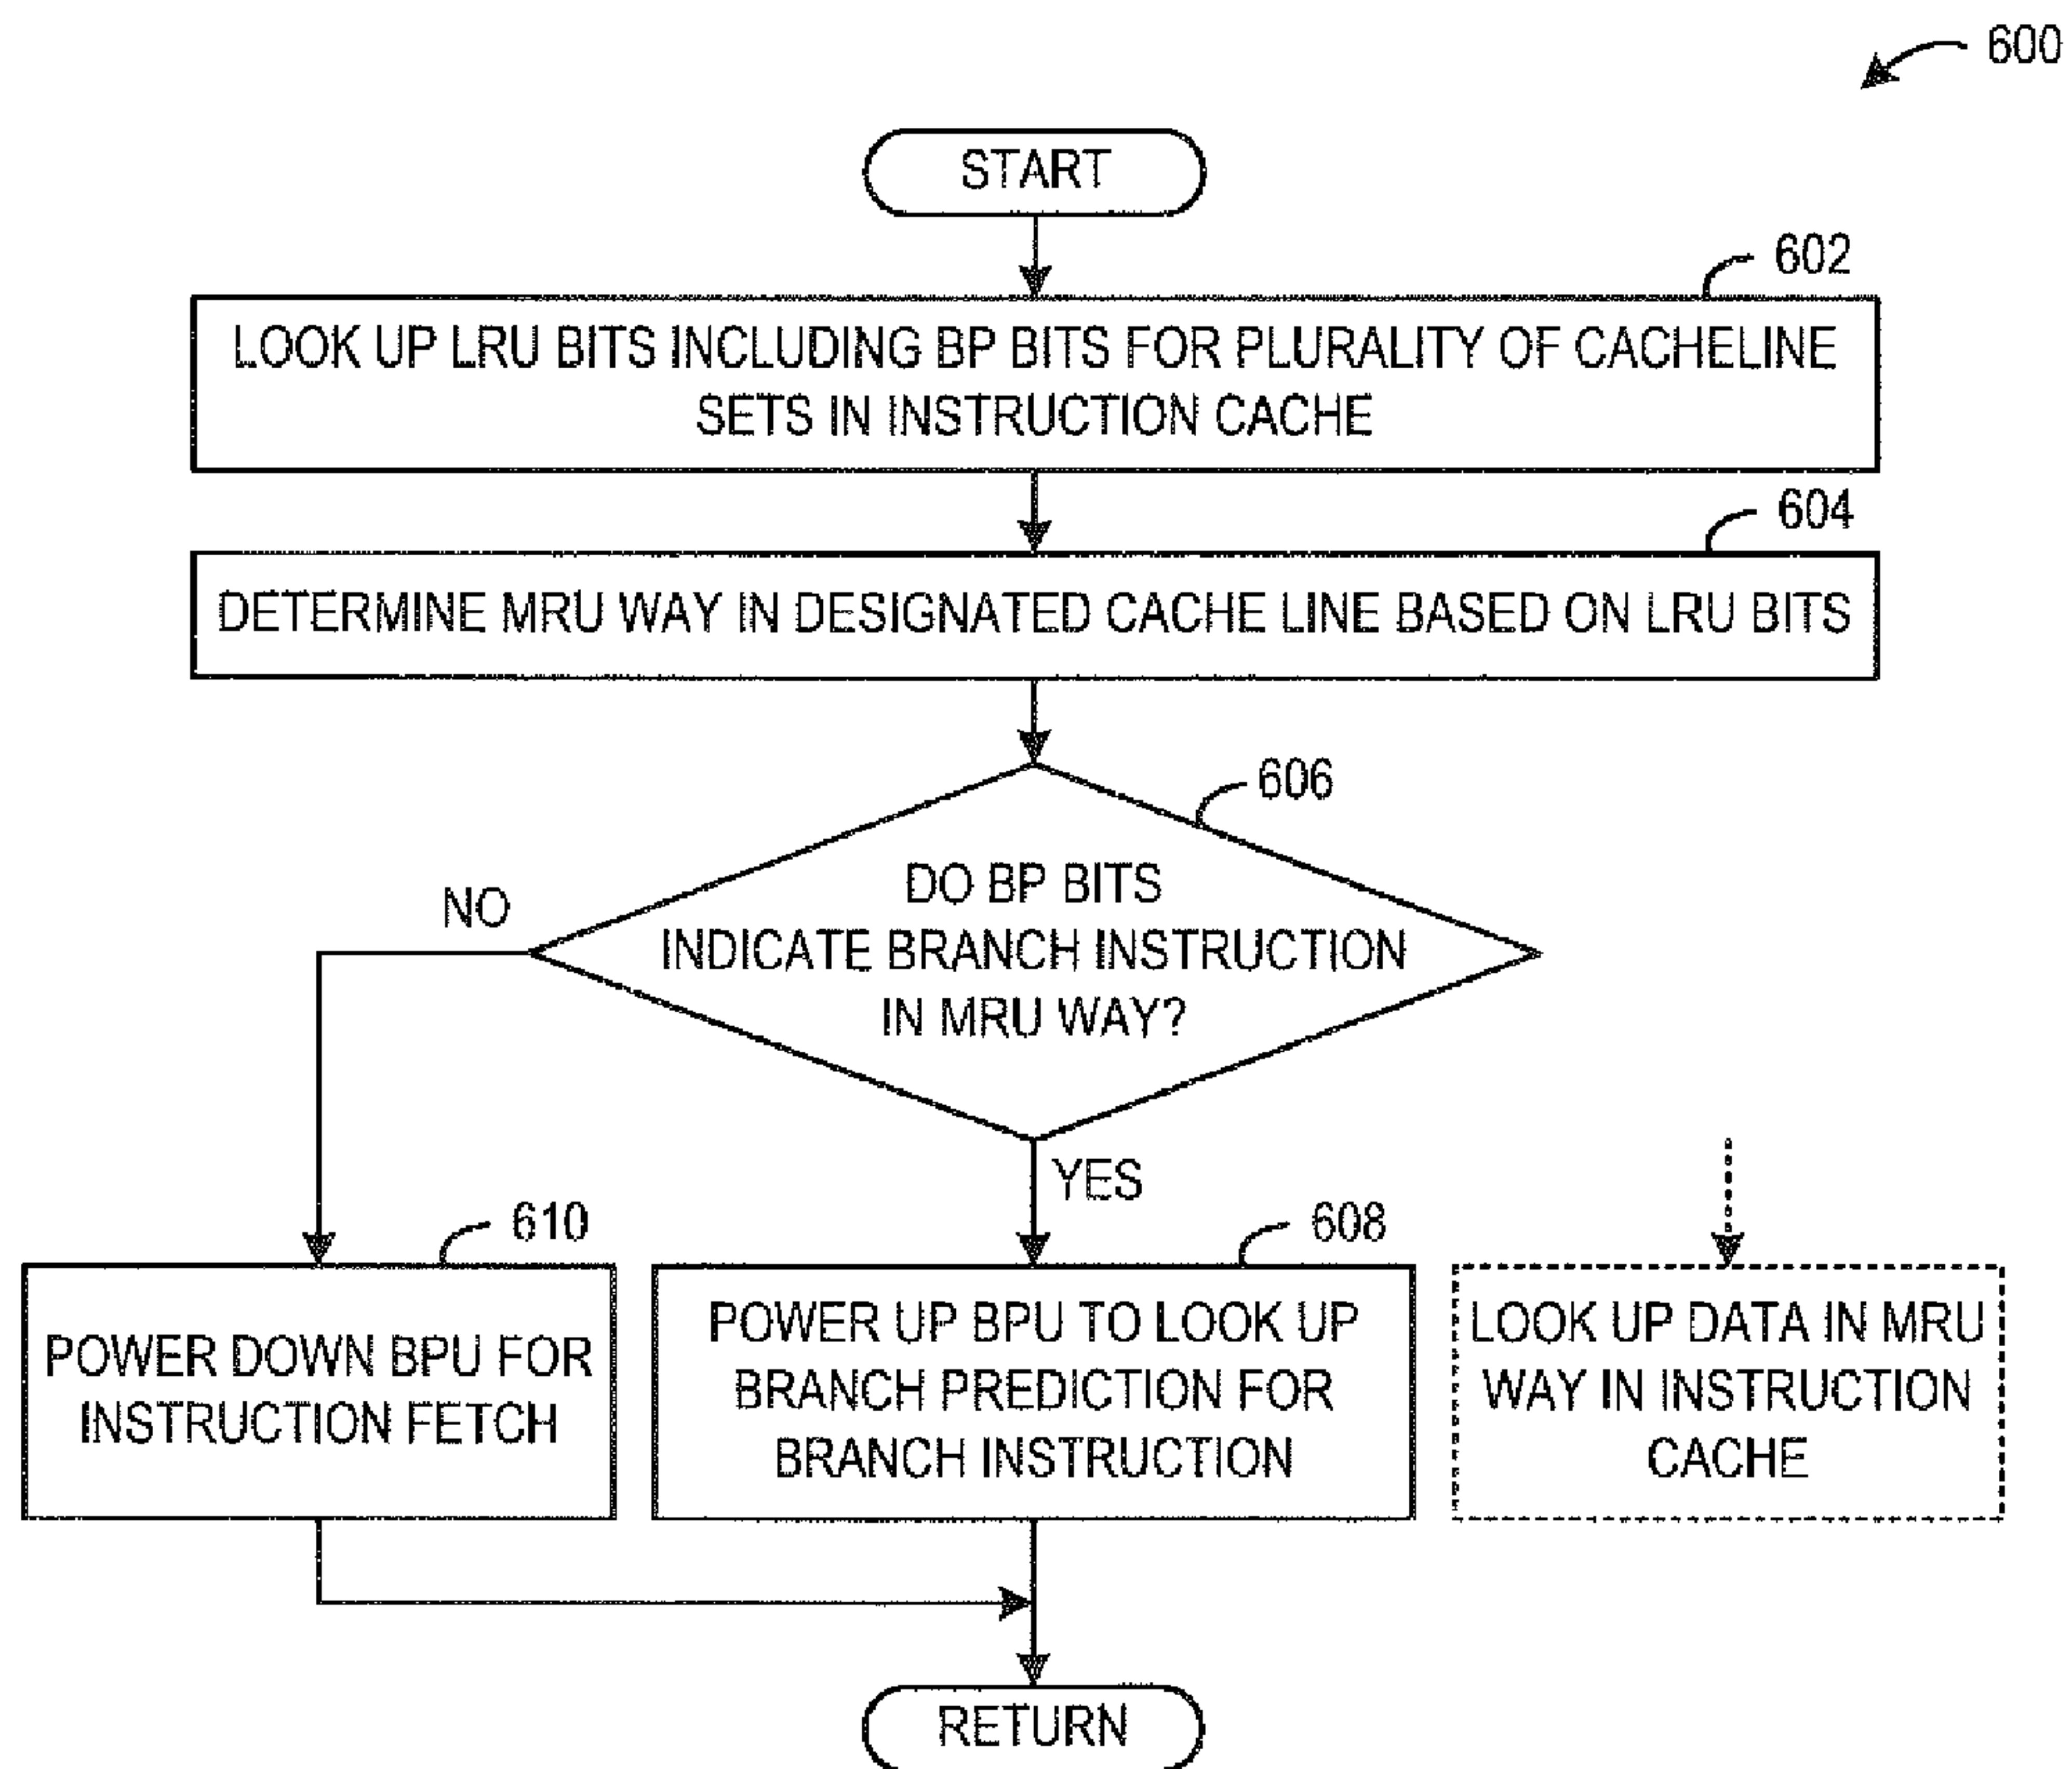 600
START
602
LOOK UP LRU BITS INCLUDING BP BITS FOR PLURALITY OF CACHELINE
SETS IN INSTRUCTION CACHE
604
DETERMINE MRU WAY IN DESIGNATED CACHE LINE BASED ON LRU BITS
606
DO BP BITS
INDICATE BRANCH INSTRUCTION
IN MRU WAY?
NO
YES
610
POWER DOWN BPU FOR
INSTRUCTION FETCH
608
POWER UP BPU TO LOOK UP
BRANCH PREDICTION FOR
BRANCH INSTRUCTION
LOOK UP DATA IN MRU
WAY IN INSTRUCTION
CACHE
RETURN